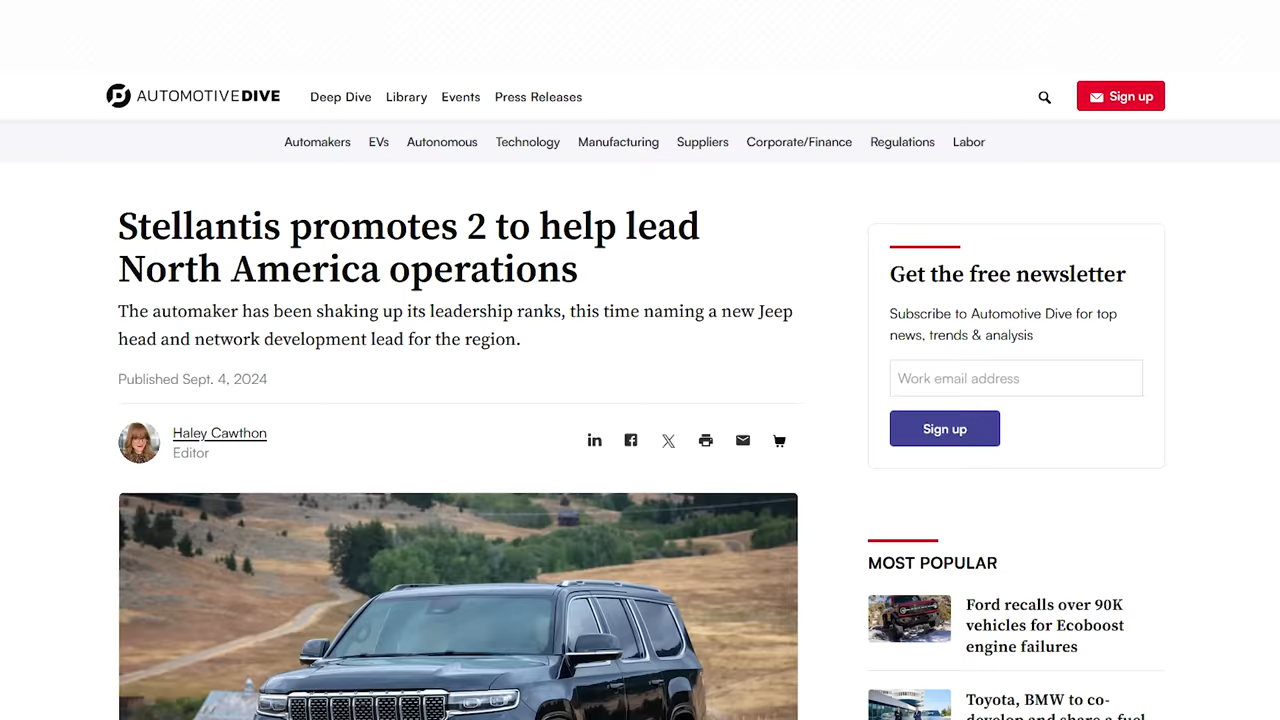 AUTOMOTIVEDIVE
Deep Dive Library Events Press Releases
Sign up
Automakers EVs Autonomous Technology Manufacturing Suppliers Corporate/Finance Regulations Labor
Stellantis promotes 2 to help lead
North America operations
The automaker has been shaking up its leadership ranks, this time naming a new Jeep
head and network development lead for the region.
Published Sept. 4, 2024
Haley Cawthon
Editor
Get the free newsletter
Subscribe to Automotive Dive for top
news, trends & analysis
Work email address
Sign up
MOST POPULAR
Ford recalls over 90K
vehicles for Ecoboost
engine failures
Toyota, BMW to co-
develop and share a fuel